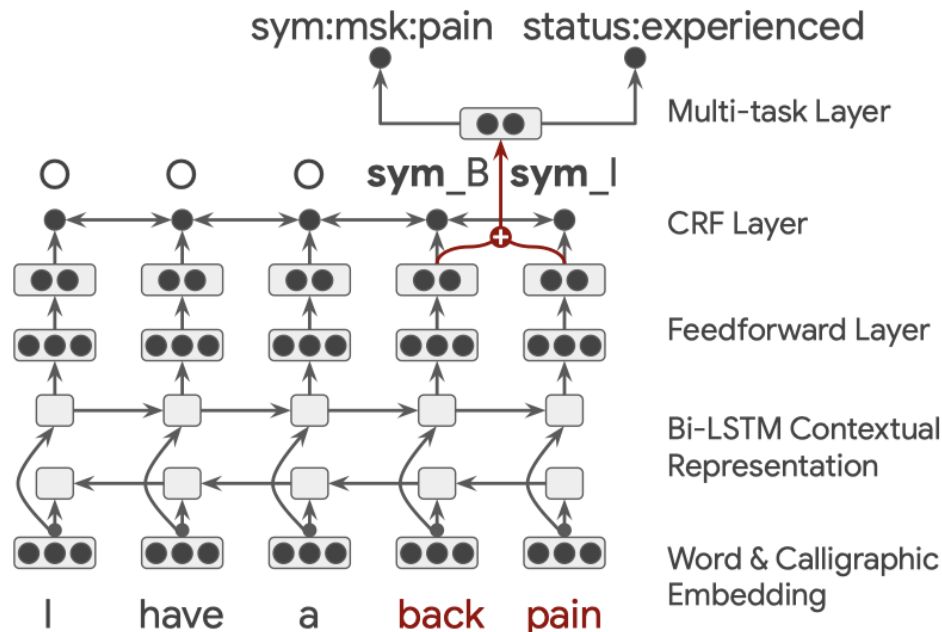 sym:msk:pain status:experienced
Multi-task Layer
O O O sym_B sym_I
CRF Layer
Feedforward Layer
Bi-LSTM Contextual
Representation
Word & Calligraphic
Embedding
I have a back pain